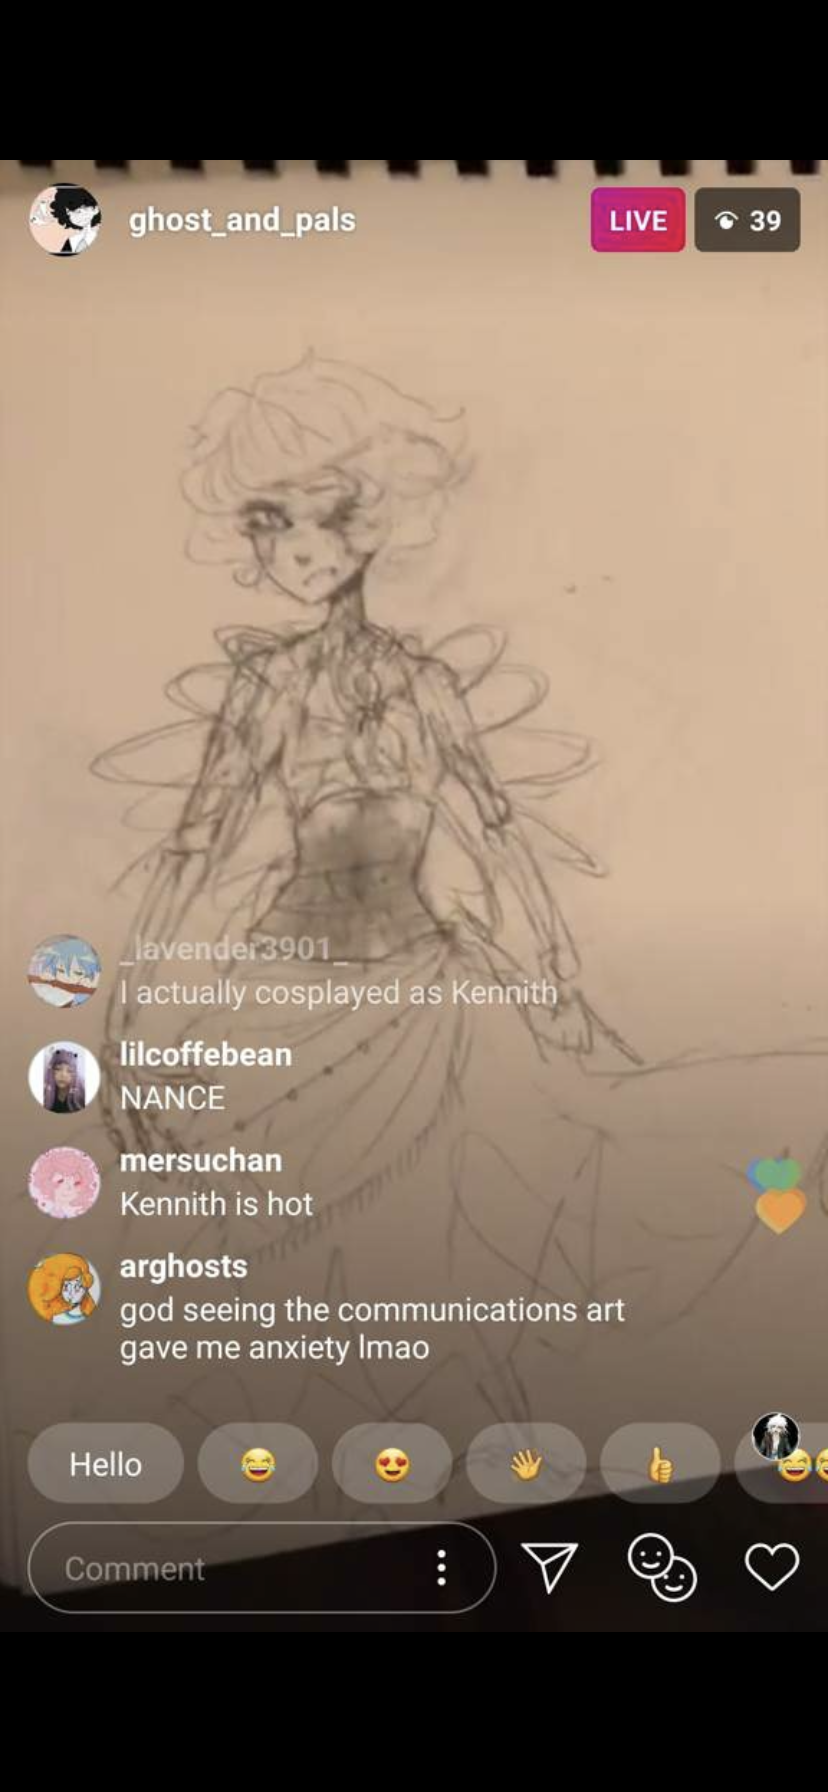 ghost_and_pals
LIVE
39
_lavender3901_
I actually cosplayed as Kennith
lilcoffebean
NANCE
mersuchan
Kennith is hot
arghosts
god seeing the communications art
gave me anxiety lmao
Hello
Comment